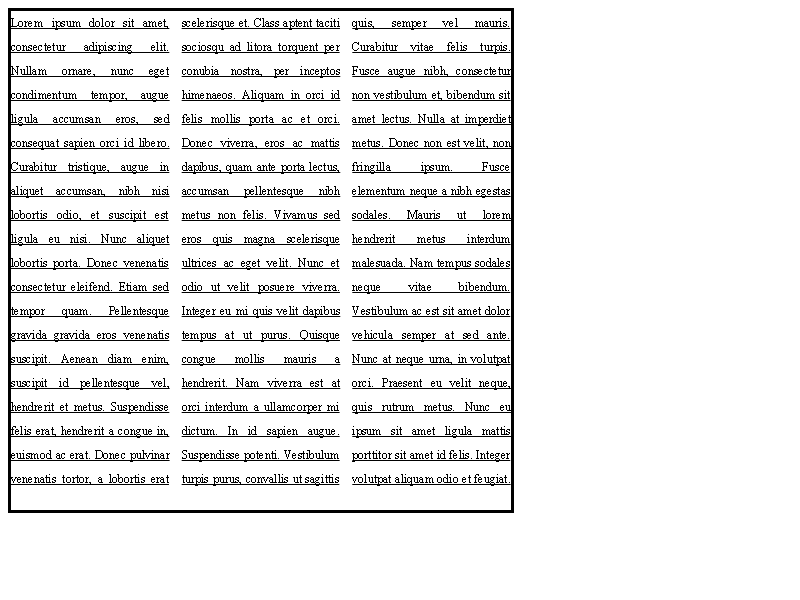 Lorem ipsum dolor sit amet,
consectetur adipiscing elit.
Nullam ornare, nunc eget
condimentum tempor, augue
ligula accumsan eros, sed
consequat sapien orci id libero.
Curabitur tristique, augue in
aliquet accumsan, nibh nisi
lobortis odio, et suscipit est
ligula eu nisi. Nunc aliquet
lobortis porta. Donec venenatis
consectetur eleifend. Etiam sed
tempor quam. Pellentesque
gravida gravida eros venenatis
suscipit. Aenean diam enim,
suscipit id pellentesque vel,
hendrerit et metus. Suspendisse
felis erat, hendrerit a congue in,
euismod ac erat. Donec pulvinar
venenatis tortor, a lobortis erat
scelerisque et. Class aptent taciti
sociosqu ad litora torquent per
conubia nostra, per inceptos
himenaeos. Aliquam in orci id
felis mollis porta ac et orci.
Donec viverra, eros ac mattis
dapibus, quam ante porta lectus,
accumsan pellentesque nibh
metus non felis. Vivamus sed
eros quis magna scelerisque
ultrices ac eget velit. Nunc et
odio ut velit posuere viverra.
Integer eu mi quis velit dapibus
tempus at ut purus. Quisque
congue mollis mauris a
hendrerit. Nam viverra est at
orci interdum a ullamcorper mi
dictum. In id sapien augue.
Suspendisse potenti. Vestibulum
turpis purus, convallis ut sagittis
quis, semper vel mauris.
Curabitur vitae felis turpis.
Fusce augue nibh, consectetur
non vestibulum et, bibendum sit
amet lectus. Nulla at imperdiet
metus. Donec non est velit, non
fringilla ipsum. Fusce
elementum neque a nibh egestas
sodales. Mauris ut lorem
hendrerit metus interdum
malesuada. Nam tempus sodales
neque vitae bibendum.
Vestibulum ac est sit amet dolor
vehicula semper at sed ante.
Nunc at neque urna, in volutpat
orci. Praesent eu velit neque,
quis rutrum metus. Nunc eu
ipsum sit amet ligula mattis
porttitor sit amet id felis. Integer
volutpat aliquam odio et feugiat.